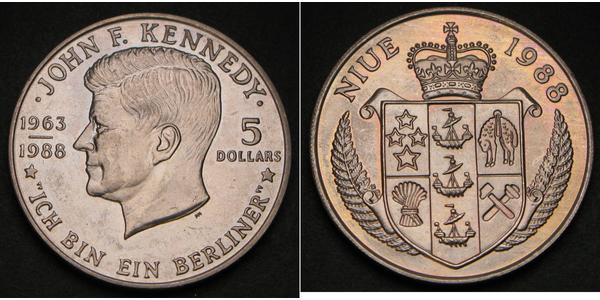 · JOHN F. KENNEDY ·
1963
1988
5
DOLLARS
"ICH BIN EIN BERLINER"
NIUE 1988